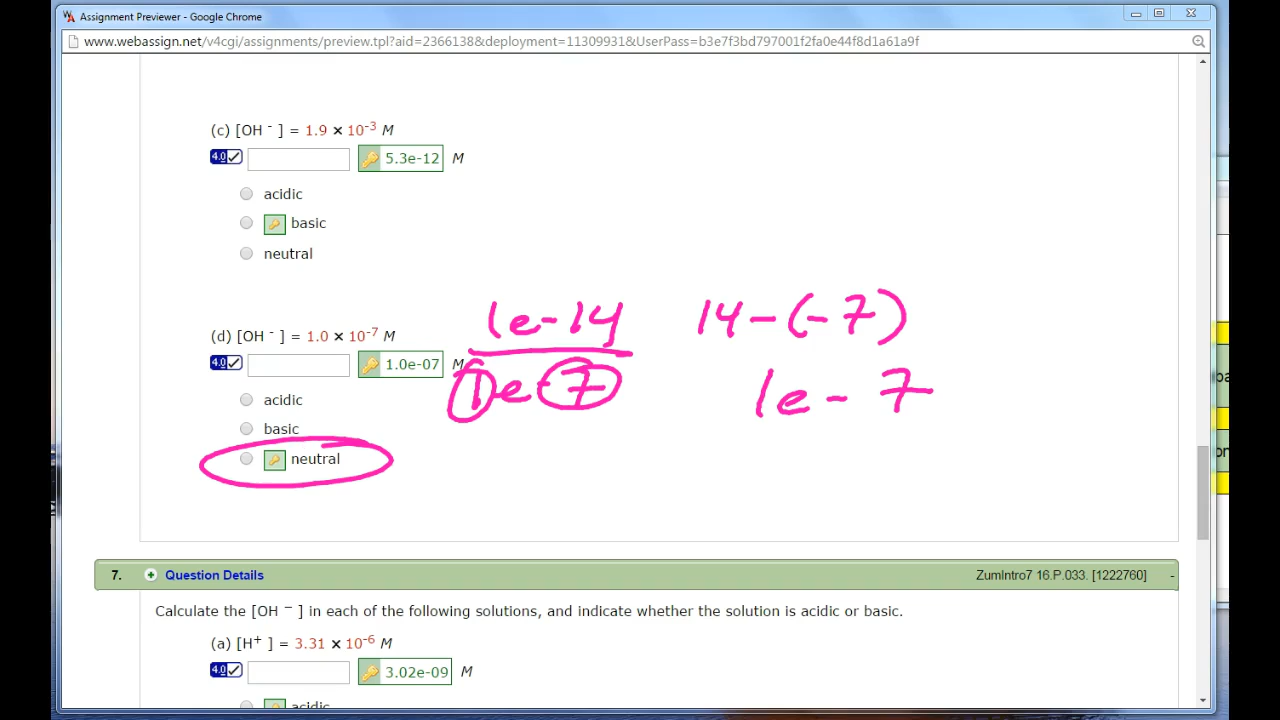 Assignment Previewer - Google Chrome
www.webassign.net/v4cgi/assignments/preview.tpl?aid=2366138&deployment=11309931&UserPass=b3e7f3bd797001f2fa0e44f8d1a61a9f
(c) [OH⁻] = 1.9 × 10⁻³ M
4.0 5.3e-12 M
acidic
basic
neutral
1e-14 14-(-7)
(d) [OH⁻] = 1.0 × 10⁻⁷ M
4.0 1.0e-07 M
1e-7 1e-7
acidic
basic
neutral
7. Question Details ZumIntro7 16.P.033. [1222760] -
Calculate the [OH⁻] in each of the following solutions, and indicate whether the solution is acidic or basic.
(a) [H⁺] = 3.31 × 10⁻⁶ M
4.0 3.02e-09 M
acidic